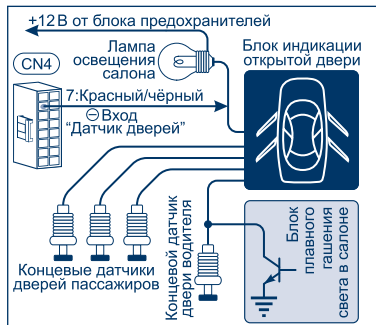 +12 В от блока предохранителей
Лампа
освещения
салона
Блок индикации
открытой двери
CN4
7:Красный/чёрный
⊖Вход
“Датчик дверей”
Концевые датчики
дверей пассажиров
Концевой датчик
двери водителя
Блок
плавного
гашения
света в салоне